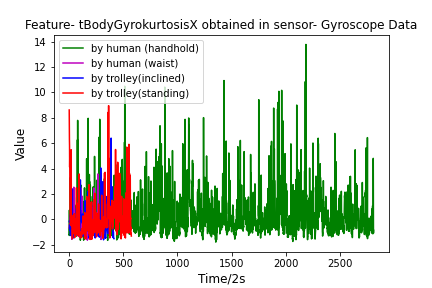 Feature- tBodyGyrokurtosisX obtained in sensor- Gyroscope Data
by human (handhold)
by human (waist)
by trolley(inclined)
by trolley(standing)
14
12
10
8
6
4
2
0
−2
Value
0
500
1000
1500
2000
2500
Time/2s